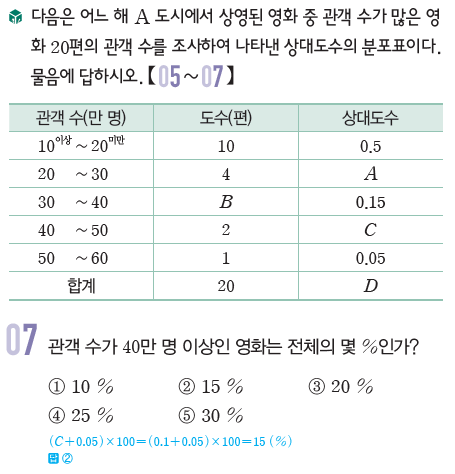 다음은 어느 해 A 도시에서 상영된 영화 중 관객 수가 많은 영
화 20편의 관객 수를 조사하여 나타낸 상대도수의 분포표이다.
물음에 답하시오.【05~07】
관객 수(만 명) 도수(편) 상대도수
10이상 ~ 20미만 10 0.5
20 ~ 30 4 A
30 ~ 40 B 0.15
40 ~ 50 2 C
50 ~ 60 1 0.05
합계 20 D
07 관객 수가 40만 명 이상인 영화는 전체의 몇 %인가?
① 10 % ② 15 % ③ 20 %
④ 25 % ⑤ 30 %
(C+0.05)×100=(0.1+0.05)×100=15 (%)
답 ②